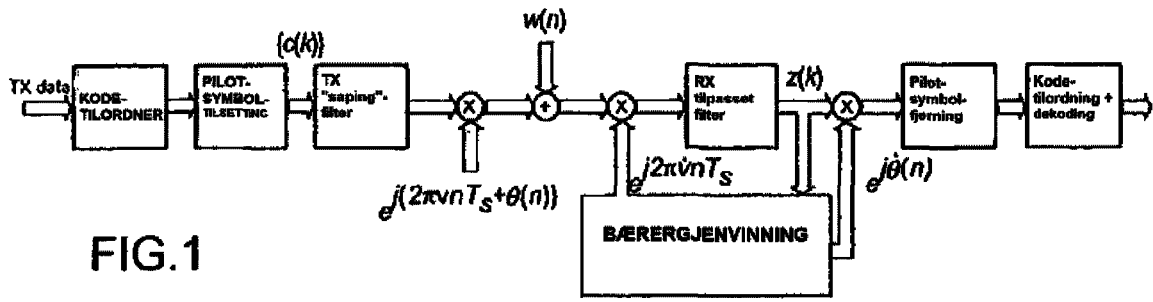 w(n)
{c(k)}
TX data
KODE-
TILORDNER
PILOT-
SYMBOL-
TILSETTING
TX
"saping"-
filter
x
+
x
RX
tilpasset
filter
z(k)
x
Pilot-
symbol-
fjerning
Kode-
tilordning +
dekoding
e^j{2πνnT_S+θ(n)}
e^j2πν̂nT_S
e^jθ̂(n)
BÆRERGJENVINNING
FIG.1